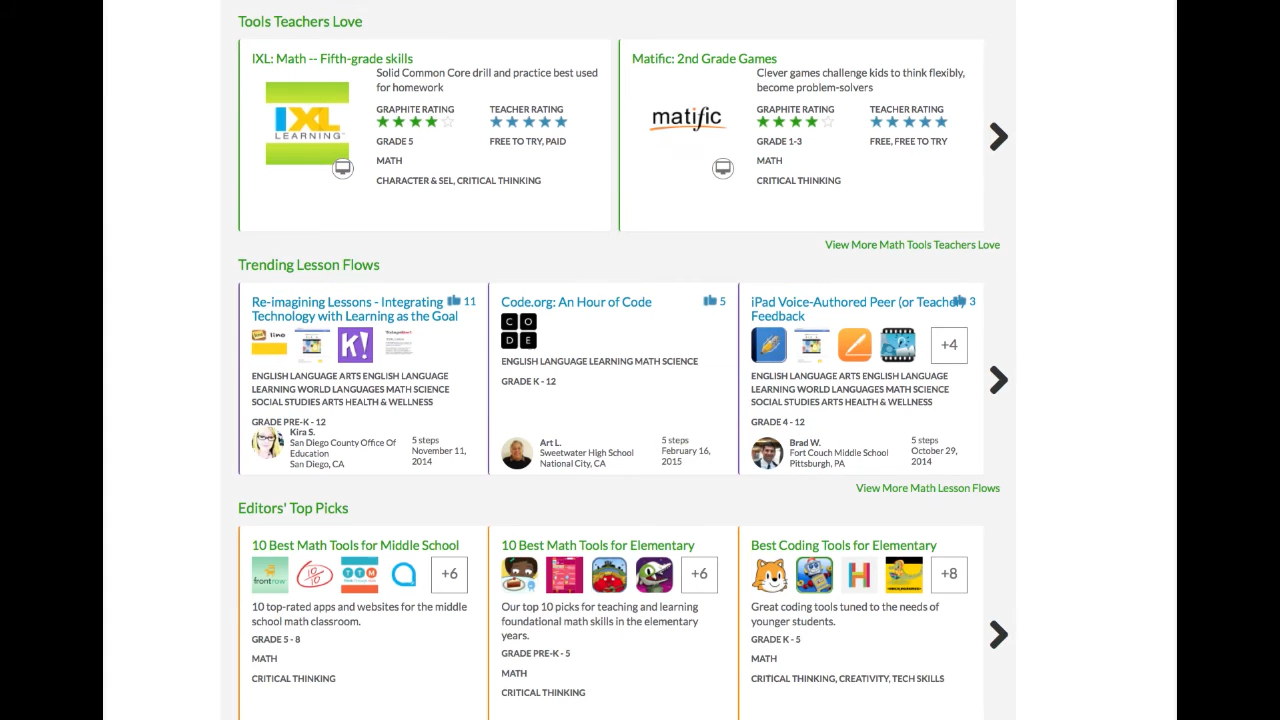 Tools Teachers Love
IXL: Math -- Fifth-grade skills
Solid Common Core drill and practice best used
for homework
GRAPHITE RATING
TEACHER RATING
GRADE 5
FREE TO TRY, PAID
MATH
CHARACTER & SEL, CRITICAL THINKING
IXL
LEARNING
Matific: 2nd Grade Games
Clever games challenge kids to think flexibly,
become problem-solvers
GRAPHITE RATING
TEACHER RATING
GRADE 1-3
FREE, FREE TO TRY
MATH
CRITICAL THINKING
matific
View More Math Tools Teachers Love
Trending Lesson Flows
Re-imagining Lessons - Integrating
Technology with Learning as the Goal
11
lino
K!
ENGLISH LANGUAGE ARTS ENGLISH LANGUAGE
LEARNING WORLD LANGUAGES MATH SCIENCE
SOCIAL STUDIES ARTS HEALTH & WELLNESS
GRADE PRE-K - 12
Kira S.
San Diego County Office Of
Education
San Diego, CA
5 steps
November 11,
2014
Code.org: An Hour of Code
5
C O
D E
ENGLISH LANGUAGE LEARNING MATH SCIENCE
GRADE K - 12
Art L.
Sweetwater High School
National City, CA
5 steps
February 16,
2015
iPad Voice-Authored Peer (or Teacher)
Feedback
3
+4
ENGLISH LANGUAGE ARTS ENGLISH LANGUAGE
LEARNING WORLD LANGUAGES MATH SCIENCE
SOCIAL STUDIES ARTS HEALTH & WELLNESS
GRADE 4 - 12
Brad W.
Fort Couch Middle School
Pittsburgh, PA
5 steps
October 29,
2014
View More Math Lesson Flows
Editors' Top Picks
10 Best Math Tools for Middle School
frontrow
10/10
TTM
+6
10 top-rated apps and websites for the middle
school math classroom.
GRADE 5 - 8
MATH
CRITICAL THINKING
10 Best Math Tools for Elementary
+6
Our top 10 picks for teaching and learning
foundational math skills in the elementary
years.
GRADE PRE-K - 5
MATH
CRITICAL THINKING
Best Coding Tools for Elementary
H
+8
Great coding tools tuned to the needs of
younger students.
GRADE K - 5
MATH
CRITICAL THINKING, CREATIVITY, TECH SKILLS